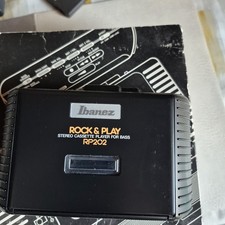 Ibanez
ROCK & PLAY
STEREO CASSETTE PLAYER FOR BASS
RP202